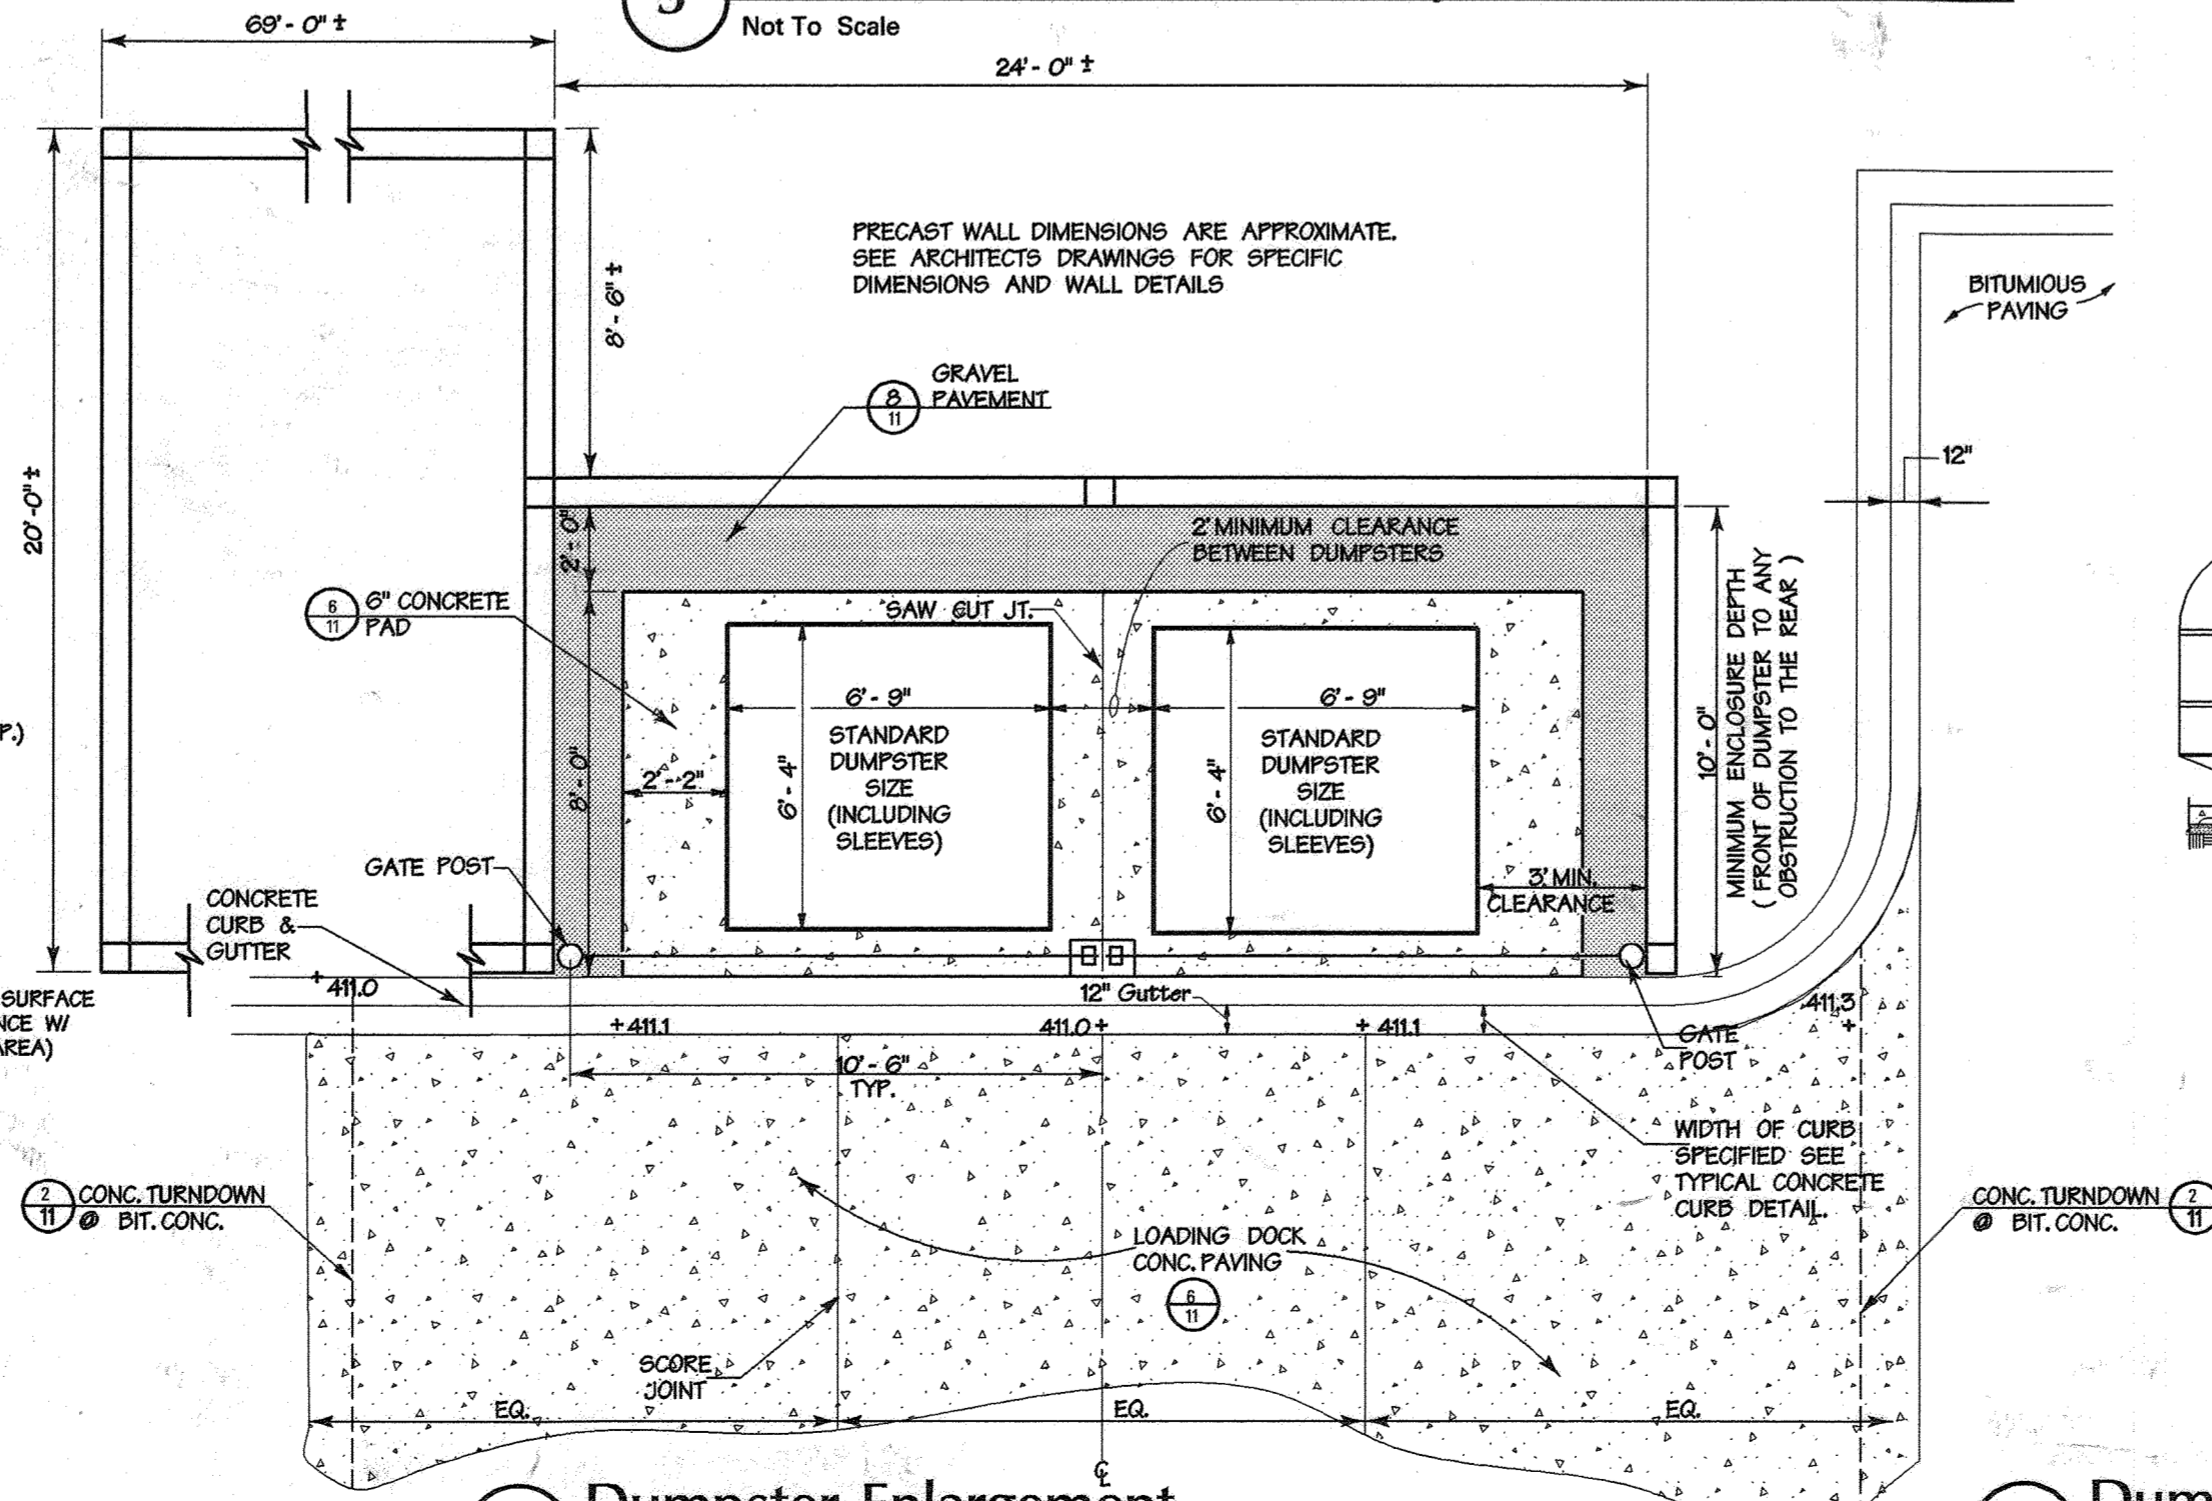 69'- 0" ±
Not To Scale
24'- 0" ±
PRECAST WALL DIMENSIONS ARE APPROXIMATE.
SEE ARCHITECTS DRAWINGS FOR SPECIFIC
DIMENSIONS AND WALL DETAILS
BITUMIOUS
PAVING
8'- 6" ±
GRAVEL
PAVEMENT
8
11
12"
20'-0" ±
2'- 0"
2' MINIMUM CLEARANCE
BETWEEN DUMPSTERS
6
11
6" CONCRETE
PAD
SAW CUT JT.
6'- 9"
6'- 9"
STANDARD
DUMPSTER
SIZE
(INCLUDING
SLEEVES)
STANDARD
DUMPSTER
SIZE
(INCLUDING
SLEEVES)
6'- 4"
6'- 4"
2'-2"
8'- 0"
10'- 0"
MINIMUM ENCLOSURE DEPTH
( FRONT OF DUMPSTER TO ANY
OBSTRUCTION TO THE REAR )
P.)
GATE POST
3' MIN.
CLEARANCE
CONCRETE
CURB &
GUTTER
411.0
SURFACE
NCE W/
AREA)
12" Gutter
411.3
+411.1
411.0+
+ 411.1
GATE
POST
10'- 6"
TYP.
WIDTH OF CURB
SPECIFIED SEE
TYPICAL CONCRETE
CURB DETAIL.
2
11
CONC. TURNDOWN
@ BIT. CONC.
CONC. TURNDOWN
@ BIT. CONC.
2
11
LOADING DOCK
CONC. PAVING
6
11
SCORE
JOINT
EQ.
EQ.
EQ.
Dumpster Enlargement